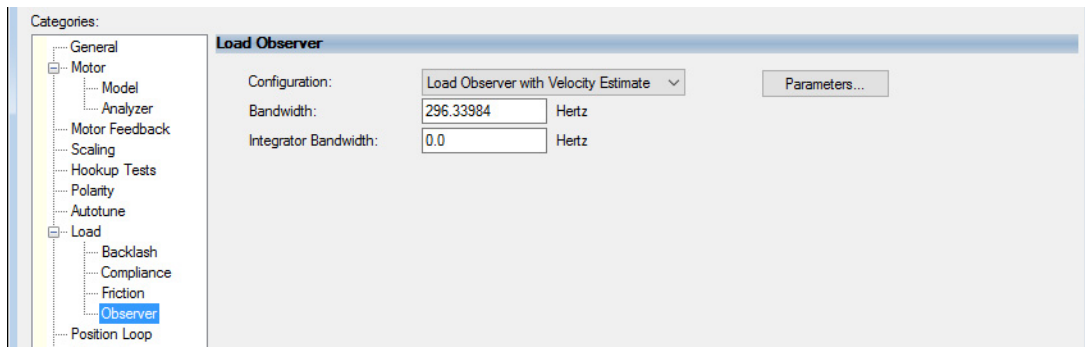 Categories:
General
Motor
Model
Analyzer
Motor Feedback
Scaling
Hookup Tests
Polarity
Autotune
Load
Backlash
Compliance
Friction
Observer
Position Loop
Load Observer
Configuration: Load Observer with Velocity Estimate Parameters...
Bandwidth: 296.33984 Hertz
Integrator Bandwidth: 0.0 Hertz